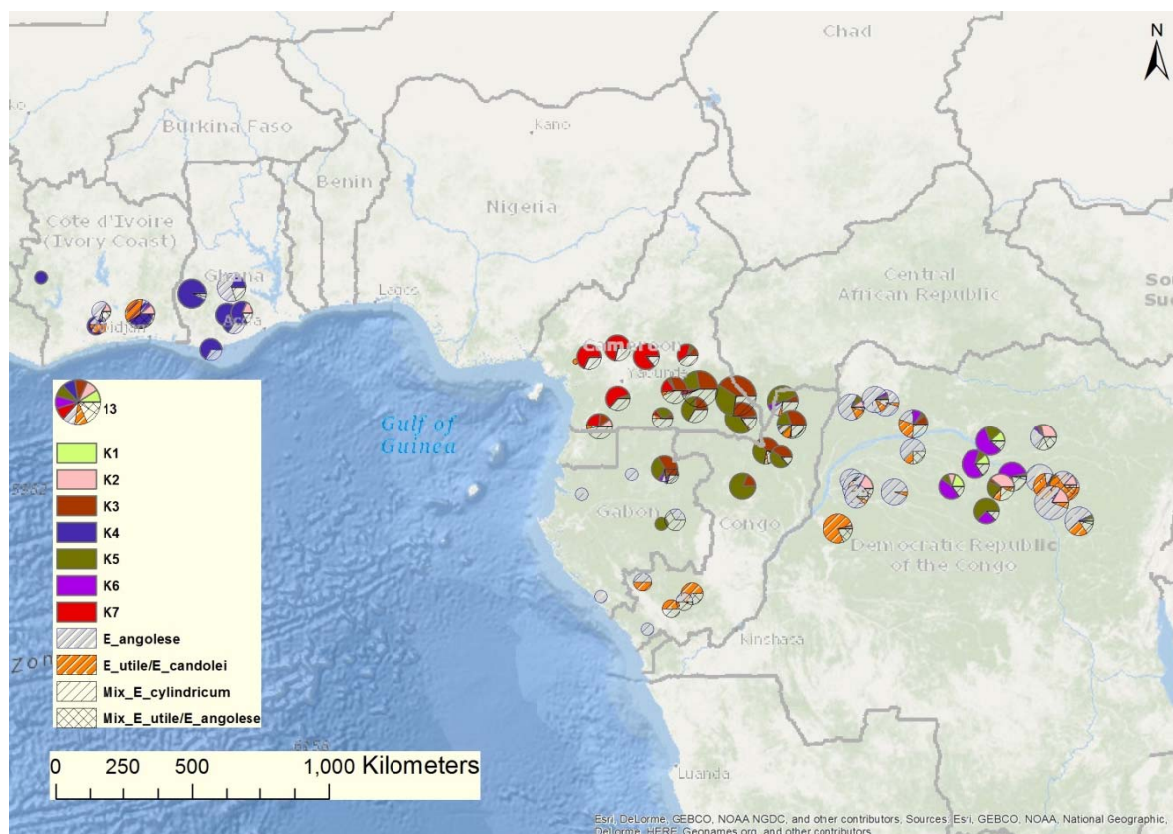 N
Chad
Burkina Faso
Kano
Benin
Nigeria
Cote d'Ivoire
(Ivory Coast)
Ghana
Central
African Republic
Lagos
Accra
Cameroon
Gulf of
Guinea
Gabon
Congo
Democratic Republic
of the Congo
Kinshasa
Luanda
13
K1
K2
K3
K4
K5
K6
K7
E_angolese
E_utile/E_candolei
Mix_E_cylindricum
Mix_E_utile/E_angolese
0 250 500 1,000 Kilometers
Esri, DeLorme, GEBCO, NOAA NGDC, and other contributors, Sources: Esri, GEBCO, NOAA, National Geographic,
DeLorme, HERE, Geonames.org, and other contributors